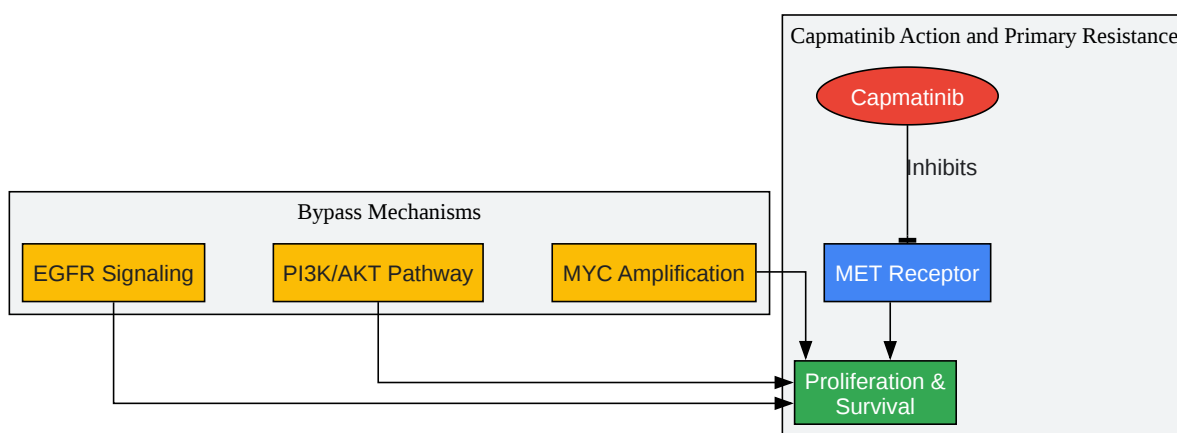 Capmatinib Action and Primary Resistance
Capmatinib
Inhibits
Bypass Mechanisms
EGFR Signaling
PI3K/AKT Pathway
MYC Amplification
MET Receptor
Proliferation &
Survival